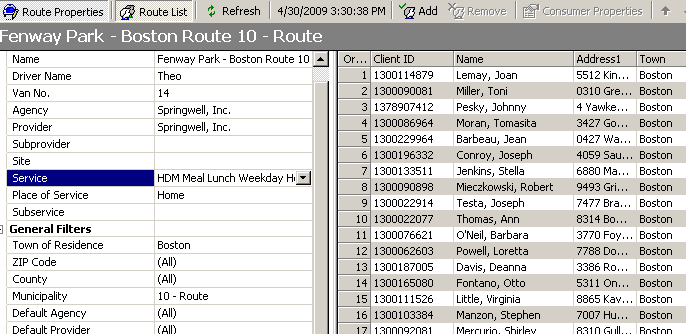 Route Properties Route List Refresh 4/30/2009 3:30:38 PM Add Remove Consumer Properties
Fenway Park - Boston Route 10 - Route
Name Fenway Park - Boston Route 10
Driver Name Theo
Van No. 14
Agency Springwell, Inc.
Provider Springwell, Inc.
Subprovider
Site
Service HDM Meal Lunch Weekday
Place of Service Home
Subservice
General Filters
Town of Residence Boston
ZIP Code (All)
County (All)
Municipality 10 - Route
Default Agency (All)
Default Provider (All)
Or... Client ID Name Address1 Town
1 1300114879 Lemay, Joan 5512 Kin... Boston
2 1300090081 Miller, Toni 0310 Gre... Boston
3 1378907412 Pesky, Johnny 4 Yawke... Boston
4 1300086964 Moran, Tomasita 3427 Go... Boston
5 1300229964 Barbeau, Jean 0427 Wa... Boston
6 1300196332 Conroy, Joseph 4059 Sau... Boston
7 1300133511 Jenkins, Stella 6880 Ma... Boston
8 1300090898 Mieczkowski, Robert 9493 Gri... Boston
9 1300022914 Testa, Joseph 7477 Bra... Boston
10 1300022077 Thomas, Ann 8314 Bo... Boston
11 1300076621 O'Neil, Barbara 3770 Foy... Boston
12 1300062603 Powell, Loretta 7788 Do... Boston
13 1300187005 Davis, Deanna 3386 Ro... Boston
14 1300165080 Fontano, Otto 5311 On... Boston
15 1300111526 Little, Virginia 8865 Kav... Boston
16 1300103384 Manzon, Stephen 7007 Hu... Boston
17 1300092081 Mercurio, Shirley 8310 Gull... Boston